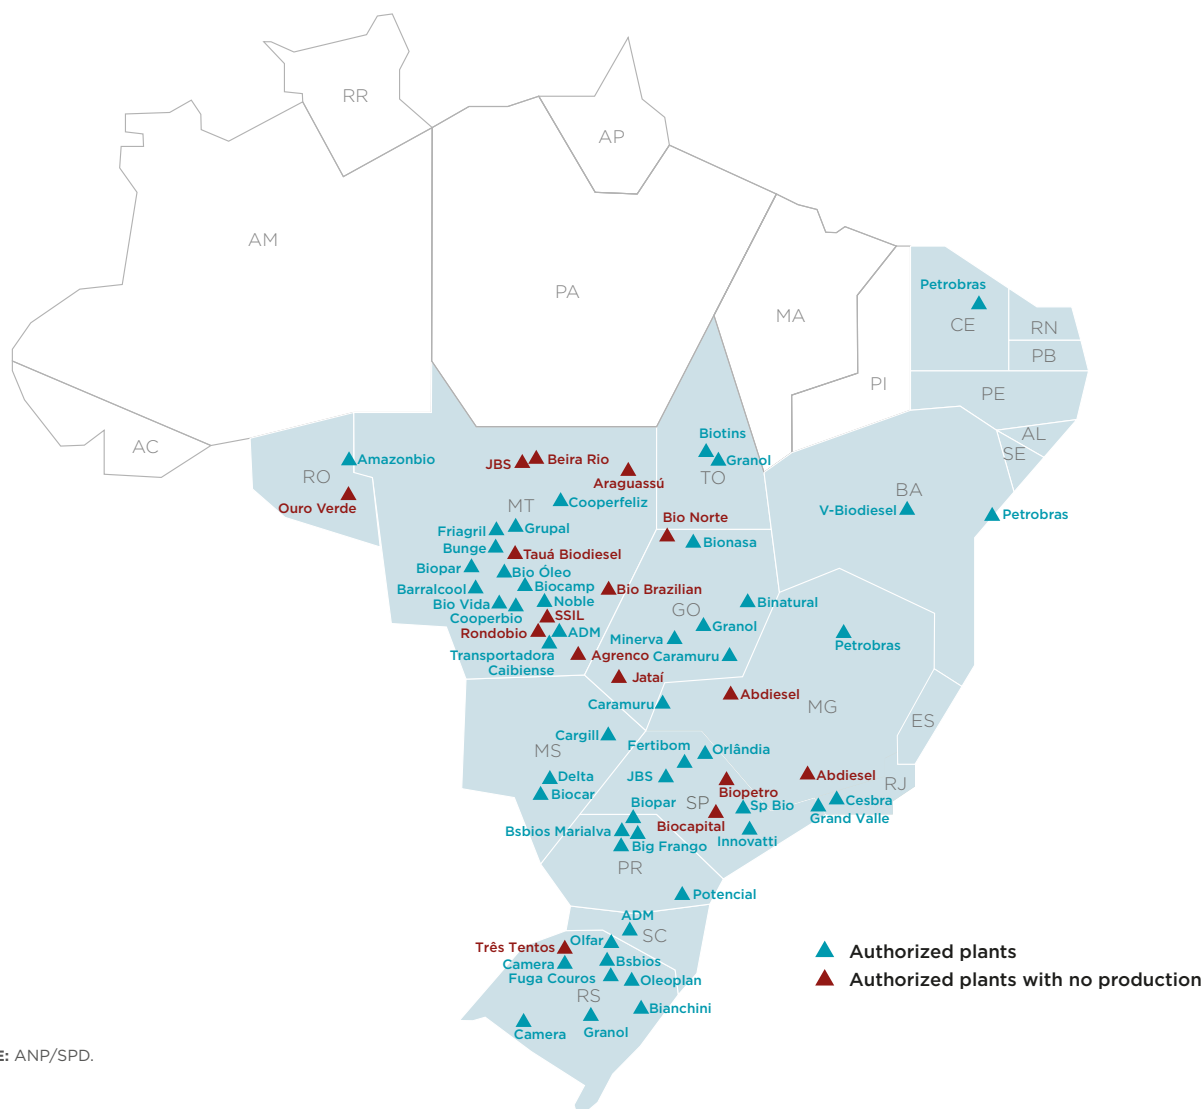 RR
AP
AM
PA
MA
Petrobras
CE
RN
PB
PI
PE
AC
AL
SE
Biotins
Granol
TO
Amazonbio
RO
Ouro Verde
JBS
Beira Rio
Araguassú
MT
Cooperfeliz
BA
V-Biodiesel
Petrobras
Bio Norte
Bionasa
Friagril
Grupal
Bunge
Tauá Biodiesel
Biopar
Bio Óleo
Barralcool
Biocamp
Bio Brazilian
Bio Vida
Noble
Cooperbio
SSIL
Rondobio
ADM
Transportadora
Caibiense
Agrenco
GO
Binatural
Granol
Minerva
Caramuru
Petrobras
Jataí
Caramuru
Abdiesel
MG
ES
Cargill
MS
Fertibom
Orlândia
Delta
JBS
Biocar
Biopetro
Abdiesel
RJ
SP
Sp Bio
Cesbra
Grand Valle
Biopar
Biocapital
Innovatti
Bsbios Marialva
Big Frango
PR
Potencial
ADM
SC
Três Tentos
Olfar
Camera
Bsbios
Fuga Couros
Oleoplan
RS
Bianchini
Camera
Granol
Authorized plants
Authorized plants with no production
E: ANP/SPD.